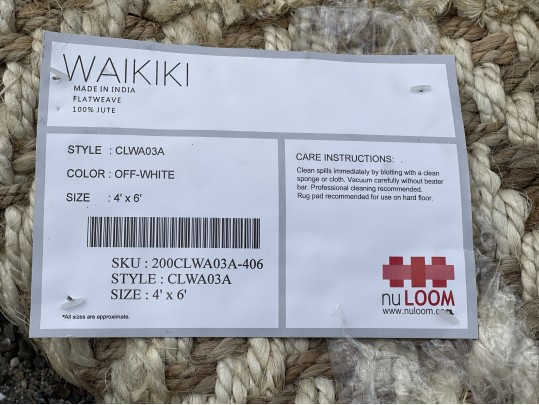 WAIKIKI
MADE IN INDIA
FLATWEAVE
100% JUTE
STYLE : CLWA03A
COLOR : OFF-WHITE
SIZE : 4' x 6'
SKU : 200CLWA03A-406
STYLE : CLWA03A
SIZE : 4' x 6'
*All sizes are approximate.
CARE INSTRUCTIONS:
Clean spills immediately by blotting with a clean
sponge or cloth. Vacuum carefully without beater
bar. Professional cleaning recommended.
Rug pad recommended for use on hard floor.
nuLOOM
www.nuloom.com